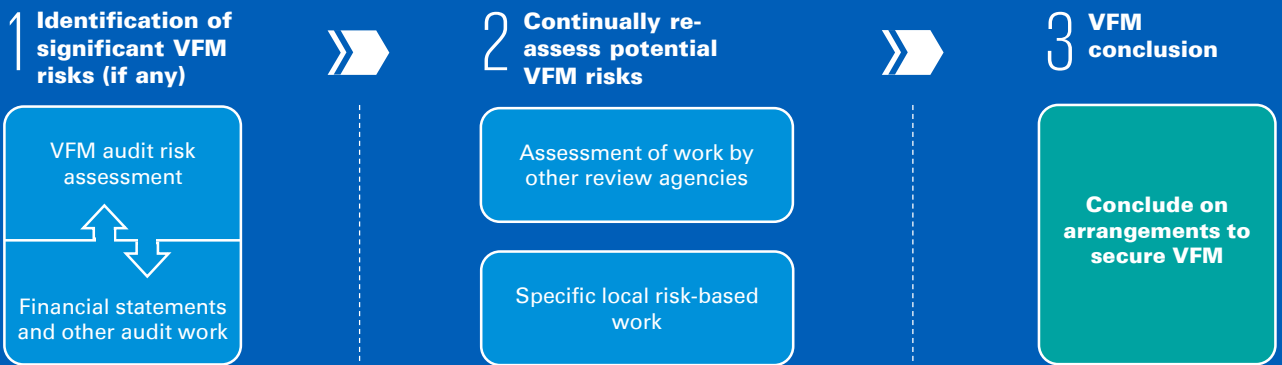 1
Identification of
significant VFM
risks (if any)
2
Continually re-
assess potential
VFM risks
3
VFM
conclusion
VFM audit risk
assessment
Financial statements
and other audit work
Assessment of work by
other review agencies
Specific local risk-based
work
Conclude on
arrangements to
secure VFM